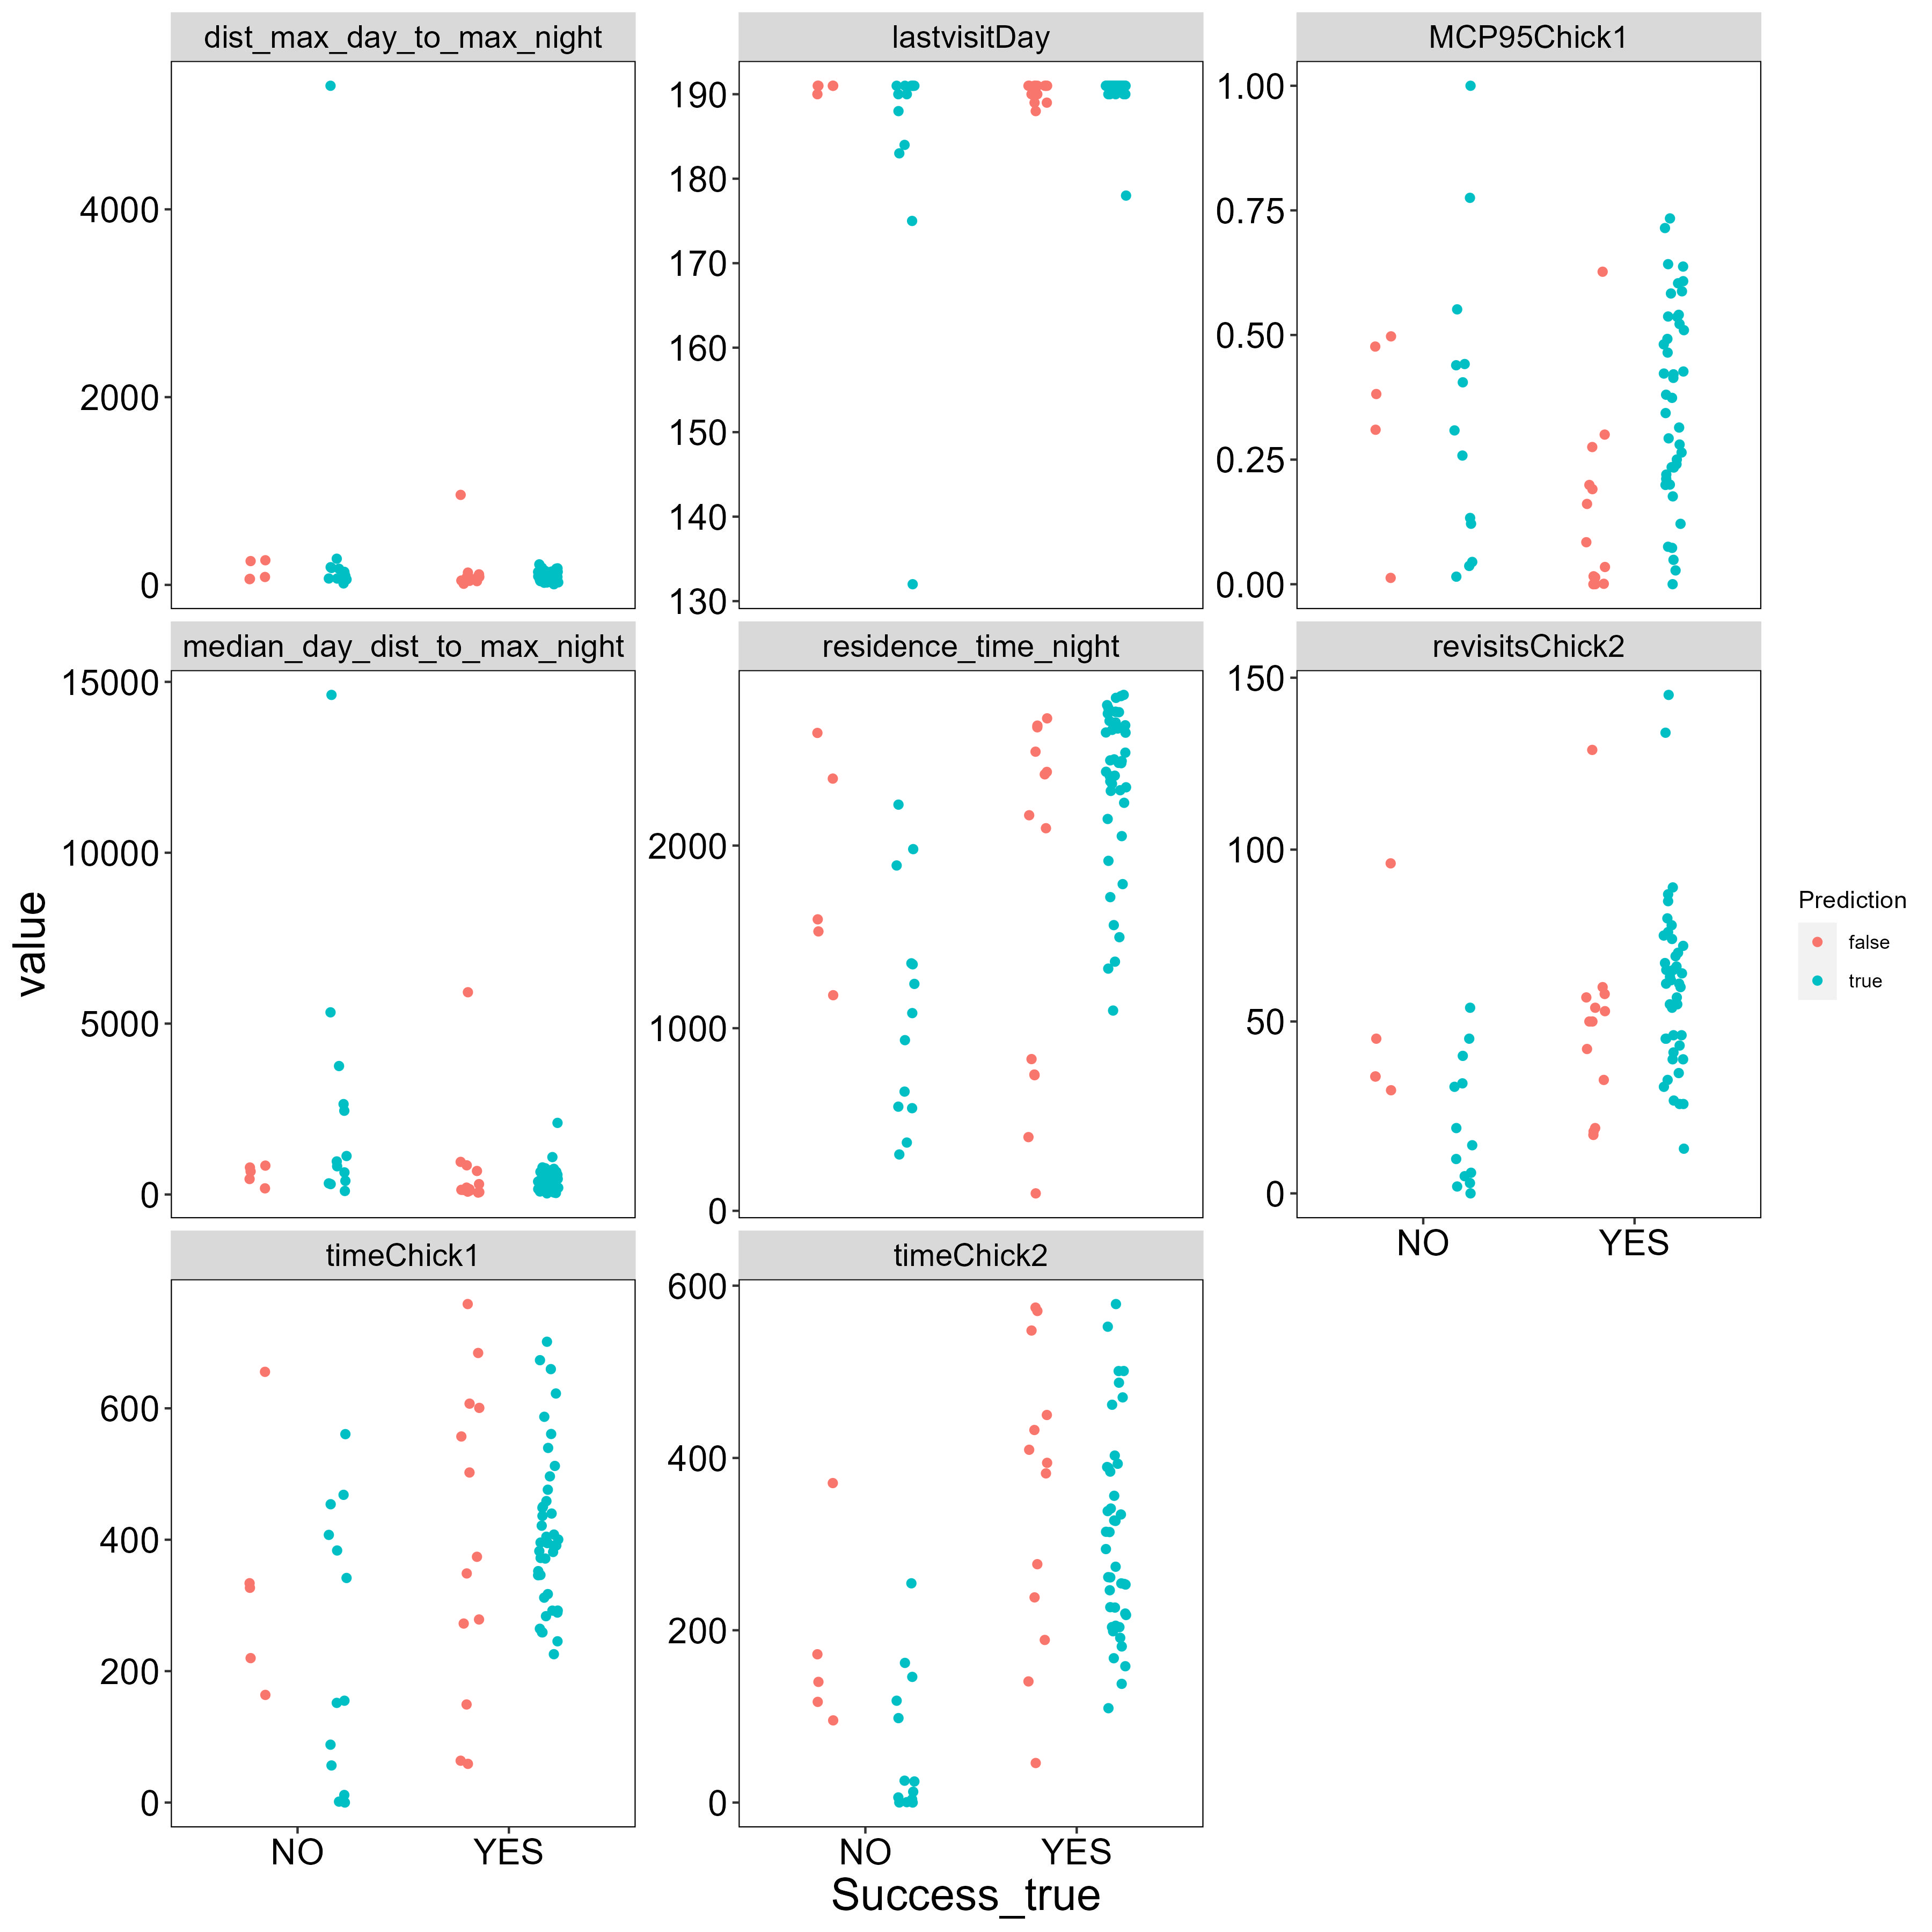 dist_max_day_to_max_night
lastvisitDay
MCP95Chick1
4000
2000
0
190
180
170
160
150
140
130
1.00
0.75
0.50
0.25
0.00
median_day_dist_to_max_night
residence_time_night
revisitsChick2
15000
10000
5000
0
2000
1000
0
150
100
50
0
NO
YES
value
Prediction
false
true
timeChick1
timeChick2
600
400
200
0
600
400
200
0
NO
YES
NO
YES
Success_true